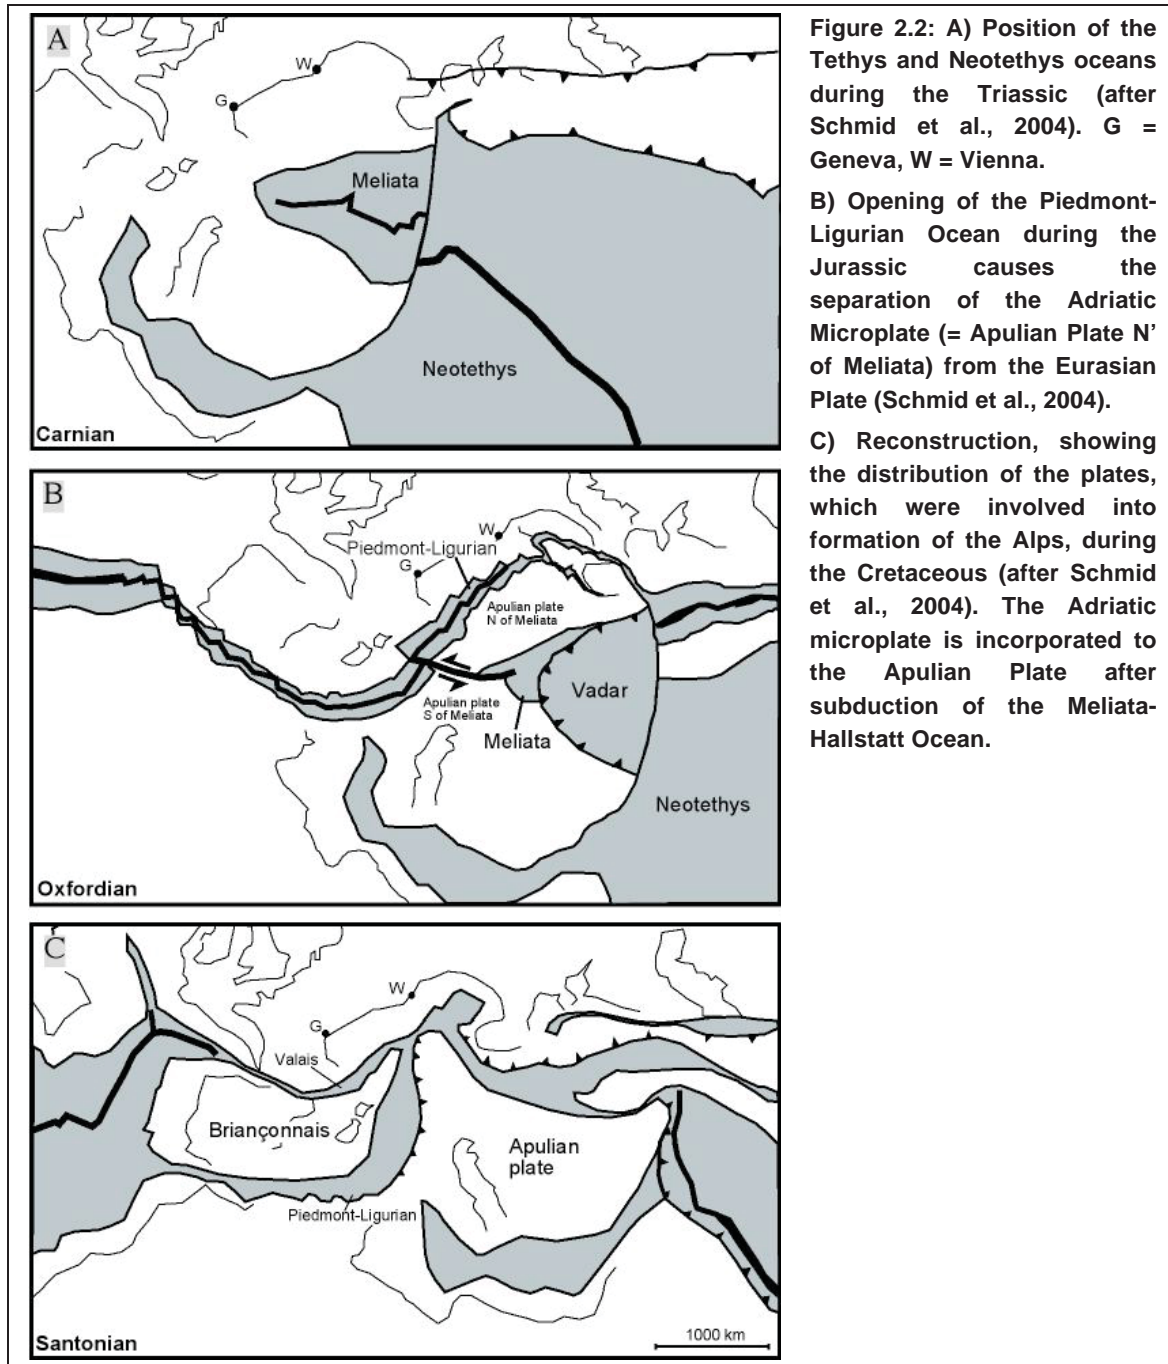 A
W
G
Meliata
Neotethys
Carnian
B
W
Piedmont-Ligurian
G
Apulian plate
N of Meliata
Vadar
Apulian plate
S of Meliata
Meliata
Neotethys
Oxfordian
C
W
G
Valais
Briançonnais
Apulian
plate
Piedmont-Ligurian
1000 km
Santonian
Figure 2.2: A) Position of the
Tethys and Neotethys oceans
during the Triassic (after
Schmid et al., 2004). G =
Geneva, W = Vienna.
B) Opening of the Piedmont-
Ligurian Ocean during the
Jurassic causes the
separation of the Adriatic
Microplate (= Apulian Plate N’
of Meliata) from the Eurasian
Plate (Schmid et al., 2004).
C) Reconstruction, showing
the distribution of the plates,
which were involved into
formation of the Alps, during
the Cretaceous (after Schmid
et al., 2004). The Adriatic
microplate is incorporated to
the Apulian Plate after
subduction of the Meliata-
Hallstatt Ocean.